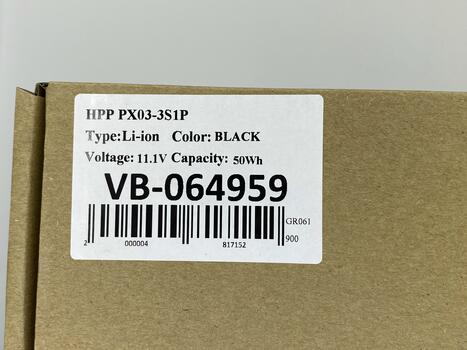 HPP PX03-3S1P
Type:Li-ion Color: BLACK
Voltage: 11.1V Capacity: 50Wh
VB-064959
GR061
900
2 000004 817152